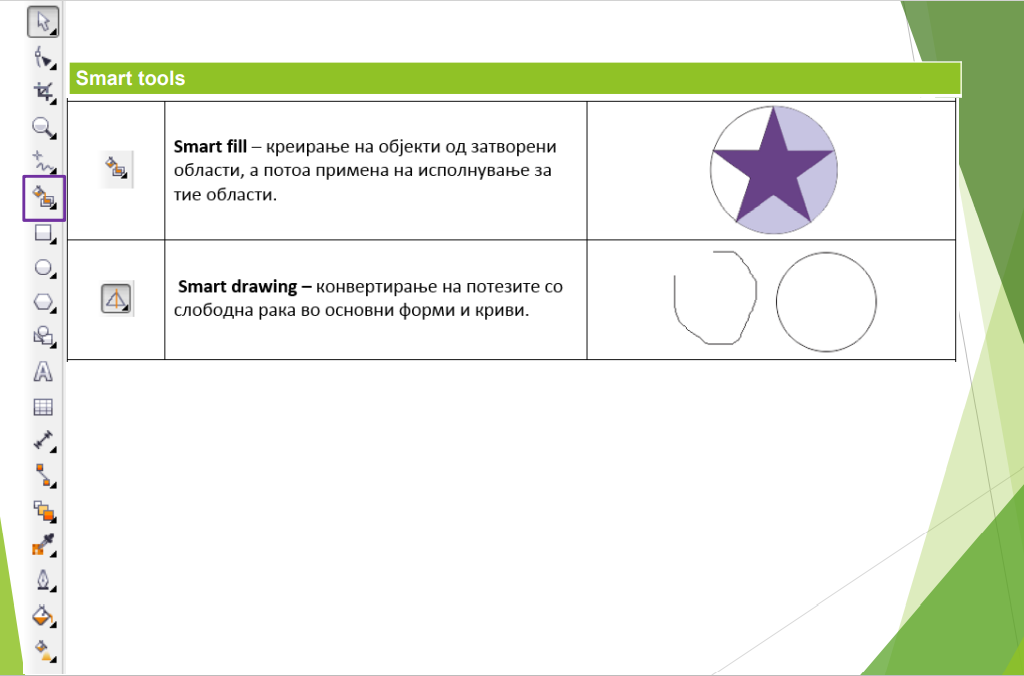 Smart tools
Smart fill – креирање на објекти од затворени
области, а потоа примена на исполнување за
тие области.
Smart drawing – конвертирање на потезите со
слободна рака во основни форми и криви.